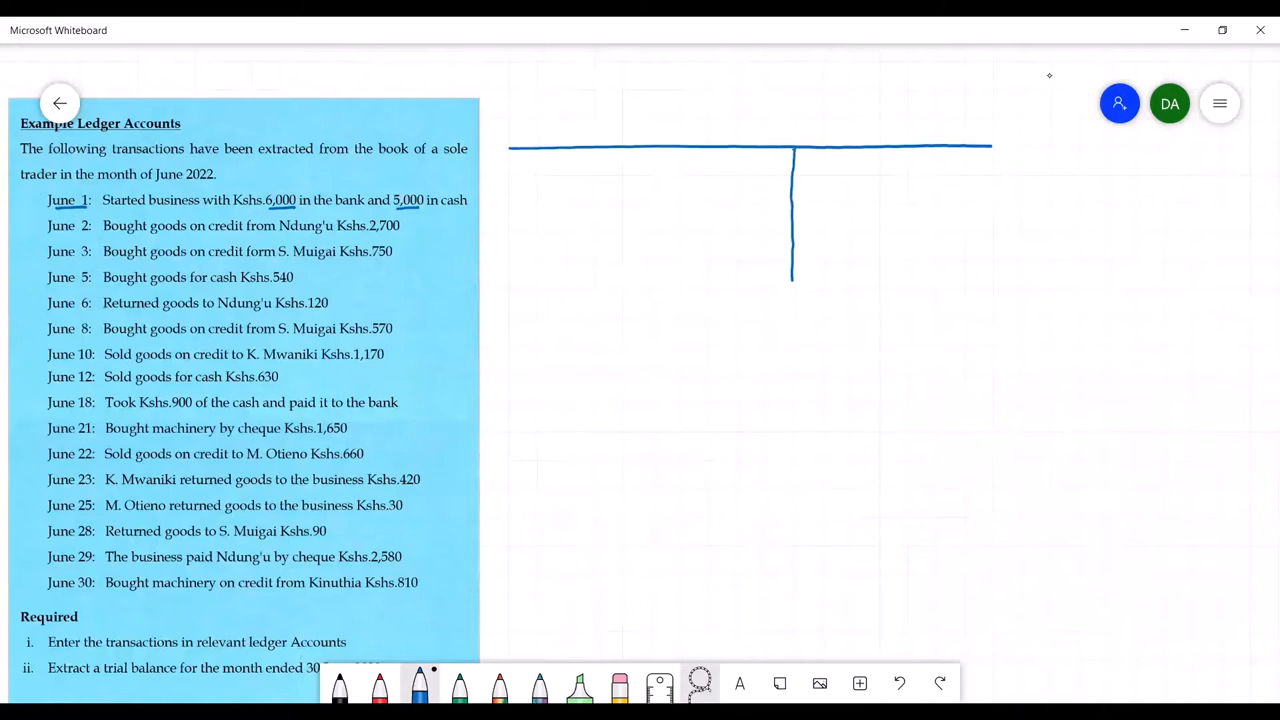 Microsoft Whiteboard
DA
Example Ledger Accounts
The following transactions have been extracted from the book of a sole
trader in the month of June 2022.
June 1: Started business with Kshs.6,000 in the bank and 5,000 in cash
June 2: Bought goods on credit from Ndung'u Kshs.2,700
June 3: Bought goods on credit form S. Muigai Kshs.750
June 5: Bought goods for cash Kshs.540
June 6: Returned goods to Ndung'u Kshs.120
June 8: Bought goods on credit from S. Muigai Kshs.570
June 10: Sold goods on credit to K. Mwaniki Kshs.1,170
June 12: Sold goods for cash Kshs.630
June 18: Took Kshs.900 of the cash and paid it to the bank
June 21: Bought machinery by cheque Kshs.1,650
June 22: Sold goods on credit to M. Otieno Kshs.660
June 23: K. Mwaniki returned goods to the business Kshs.420
June 25: M. Otieno returned goods to the business Kshs.30
June 28: Returned goods to S. Muigai Kshs.90
June 29: The business paid Ndung'u by cheque Kshs.2,580
June 30: Bought machinery on credit from Kinuthia Kshs.810
Required
i. Enter the transactions in relevant ledger Accounts
ii. Extract a trial balance for the month ended 30
A